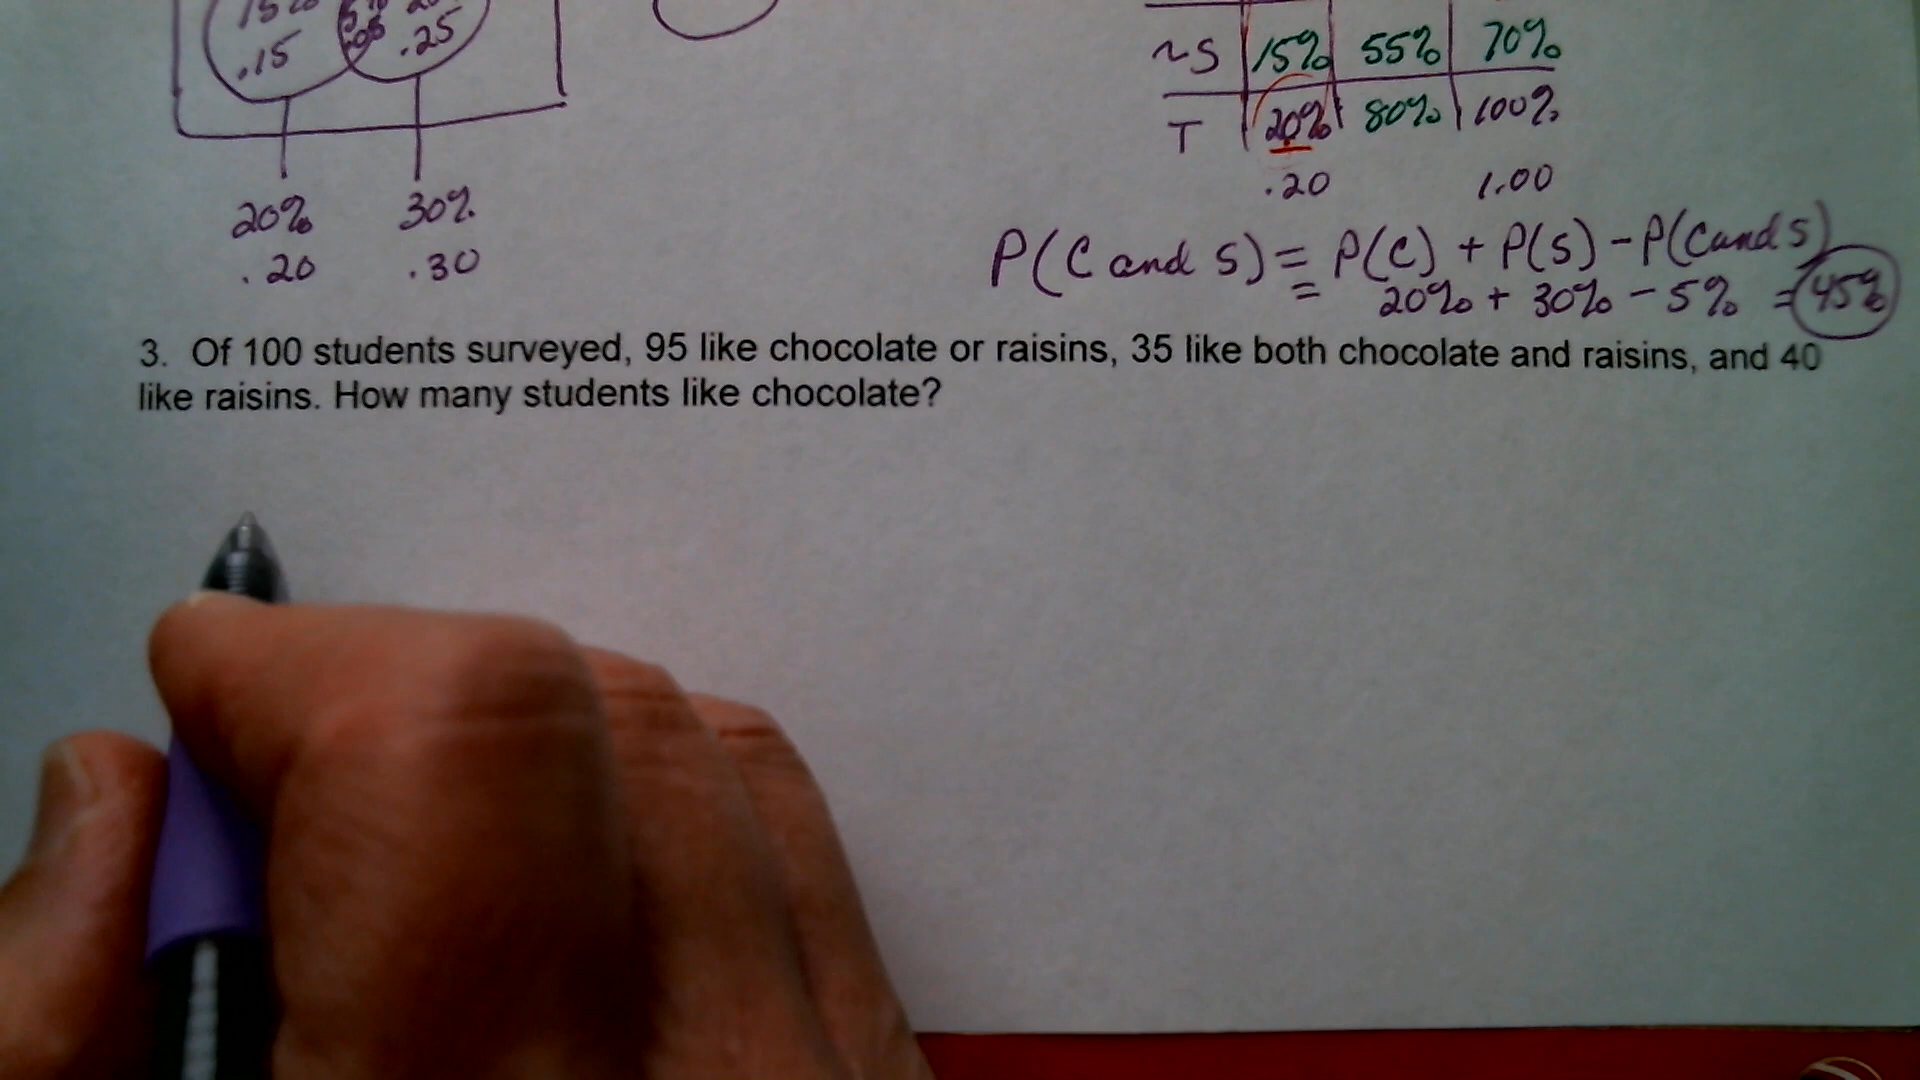 15%
.15
.05
.25
~S 15% 55% 70%
T 20% 80% 100%
.20 1.00
20% 30%
.20 .30
P(C and S) = P(C) + P(S) - P(C and S)
= 20% + 30% - 5% = 45%
3. Of 100 students surveyed, 95 like chocolate or raisins, 35 like both chocolate and raisins, and 40
like raisins. How many students like chocolate?